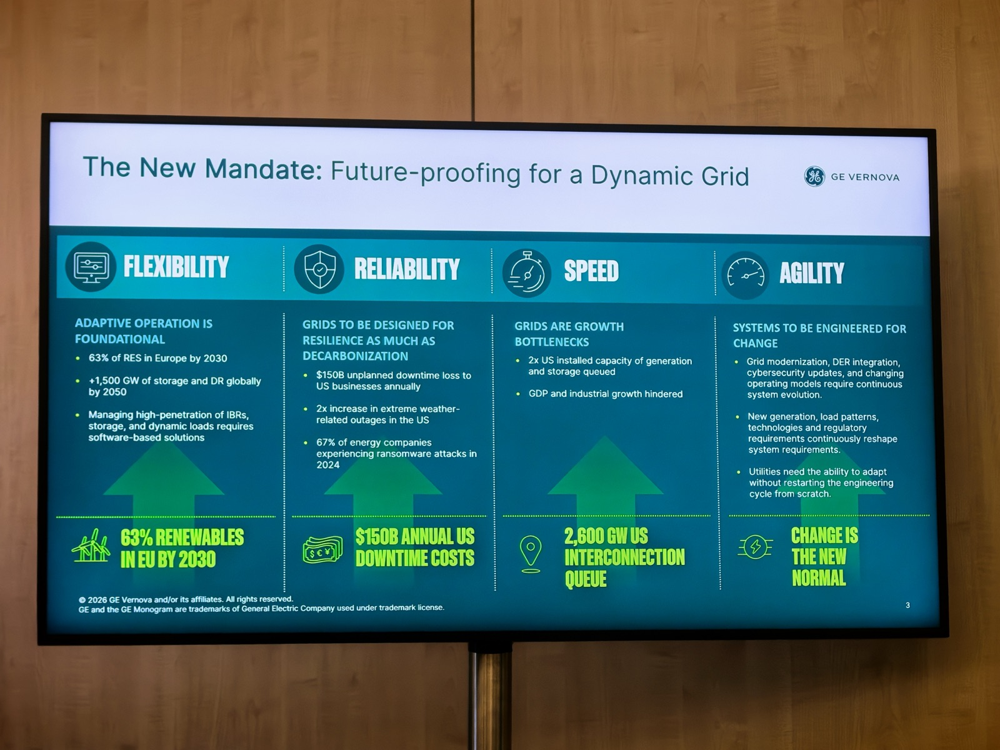 The New Mandate: Future-proofing for a Dynamic Grid
GE VERNOVA
FLEXIBILITY
ADAPTIVE OPERATION IS
FOUNDATIONAL
• 63% of RES in Europe by 2030
• +1,500 GW of storage and DR globally
by 2050
• Managing high-penetration of IBRs,
storage, and dynamic loads requires
software-based solutions
63% RENEWABLES
IN EU BY 2030
RELIABILITY
GRIDS TO BE DESIGNED FOR
RESILIENCE AS MUCH AS
DECARBONIZATION
• $150B unplanned downtime loss to
US businesses annually
• 2x increase in extreme weather-
related outages in the US
• 67% of energy companies
experiencing ransomware attacks in
2024
$ € ¥
$150B ANNUAL US
DOWNTIME COSTS
SPEED
GRIDS ARE GROWTH
BOTTLENECKS
• 2x US installed capacity of generation
and storage queued
• GDP and industrial growth hindered
2,600 GW US
INTERCONNECTION
QUEUE
AGILITY
SYSTEMS TO BE ENGINEERED FOR
CHANGE
• Grid modernization, DER integration,
cybersecurity updates, and changing
operating models require continuous
system evolution.
• New generation, load patterns,
technologies and regulatory
requirements continuously reshape
system requirements.
• Utilities need the ability to adapt
without restarting the engineering
cycle from scratch.
CHANGE IS
THE NEW
NORMAL
© 2026 GE Vernova and/or its affiliates. All rights reserved.
GE and the GE Monogram are trademarks of General Electric Company used under trademark license.
3